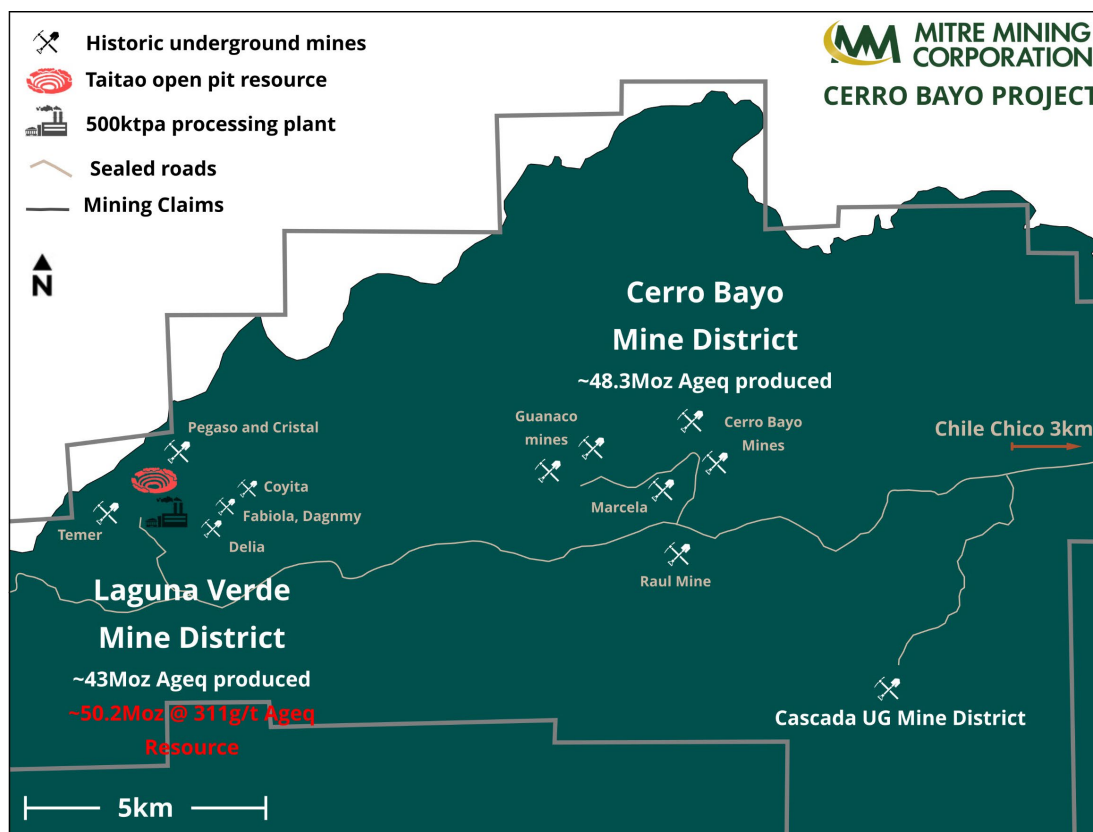 Historic underground mines
Taitao open pit resource
500ktpa processing plant
Sealed roads
Mining Claims
N
MITRE MINING
CORPORATION
CERRO BAYO PROJECT
Cerro Bayo
Mine District
~48.3Moz Ageq produced
Guanaco
mines
Cerro Bayo
Mines
Chile Chico 3km
Pegaso and Cristal
Coyita
Fabiola, Dagnmy
Delia
Temer
Marcela
Raul Mine
Laguna Verde
Mine District
~43Moz Ageq produced
~50.2Moz @ 311g/t Ageq
Resource
Cascada UG Mine District
5km